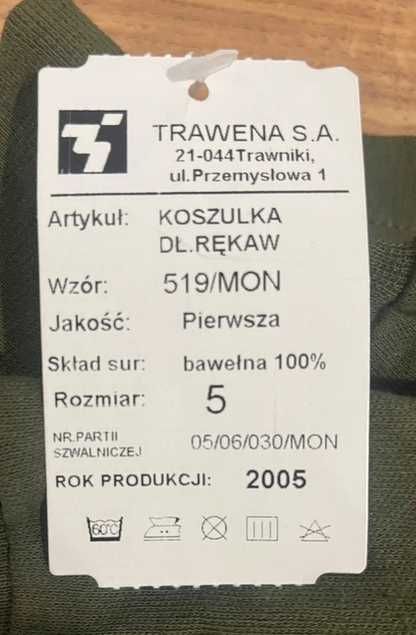 TRAWENA S.A.
21-044Trawniki,
ul.Przemysłowa 1
Artykuł: KOSZULKA
DŁ.RĘKAW
Wzór: 519/MON
Jakość: Pierwsza
Skład sur: bawełna 100%
Rozmiar: 5
NR.PARTII
SZWALNICZEJ 05/06/030/MON
ROK PRODUKCJI: 2005
60°C